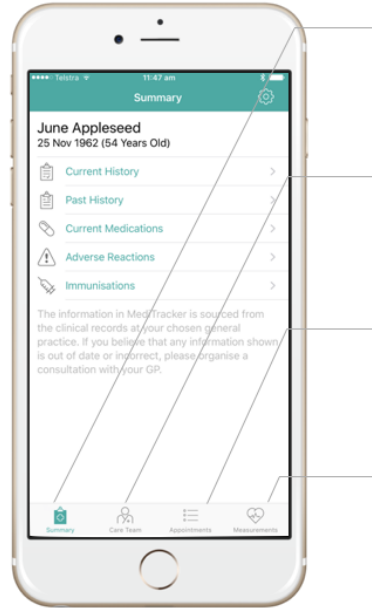 Telstra 11:47 am
Summary
June Appleseed
25 Nov 1962 (54 Years Old)
Current History
Past History
Current Medications
Adverse Reactions
Immunisations
The information in MediTracker is sourced from
the clinical records at your chosen general
practice. If you believe that any information shown
is out of date or incorrect, please organise a
consultation with your GP.
Summary Care Team Appointments Measurements